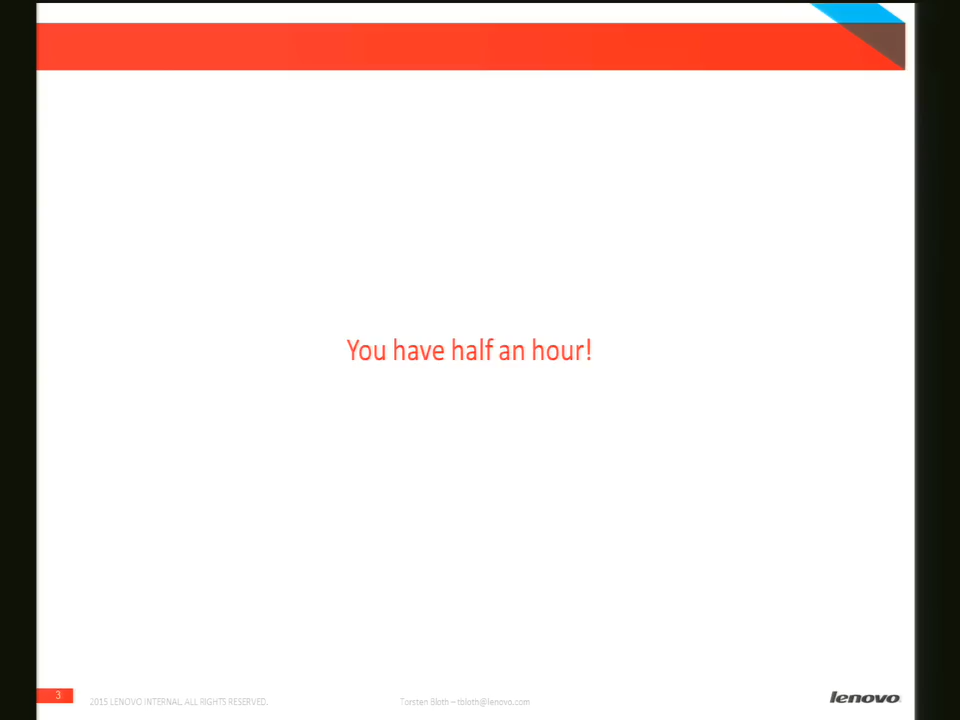 You have half an hour!
3
2015 LENOVO INTERNAL. ALL RIGHTS RESERVED.
Torsten Bloth – tbloth@lenovo.com
lenovo